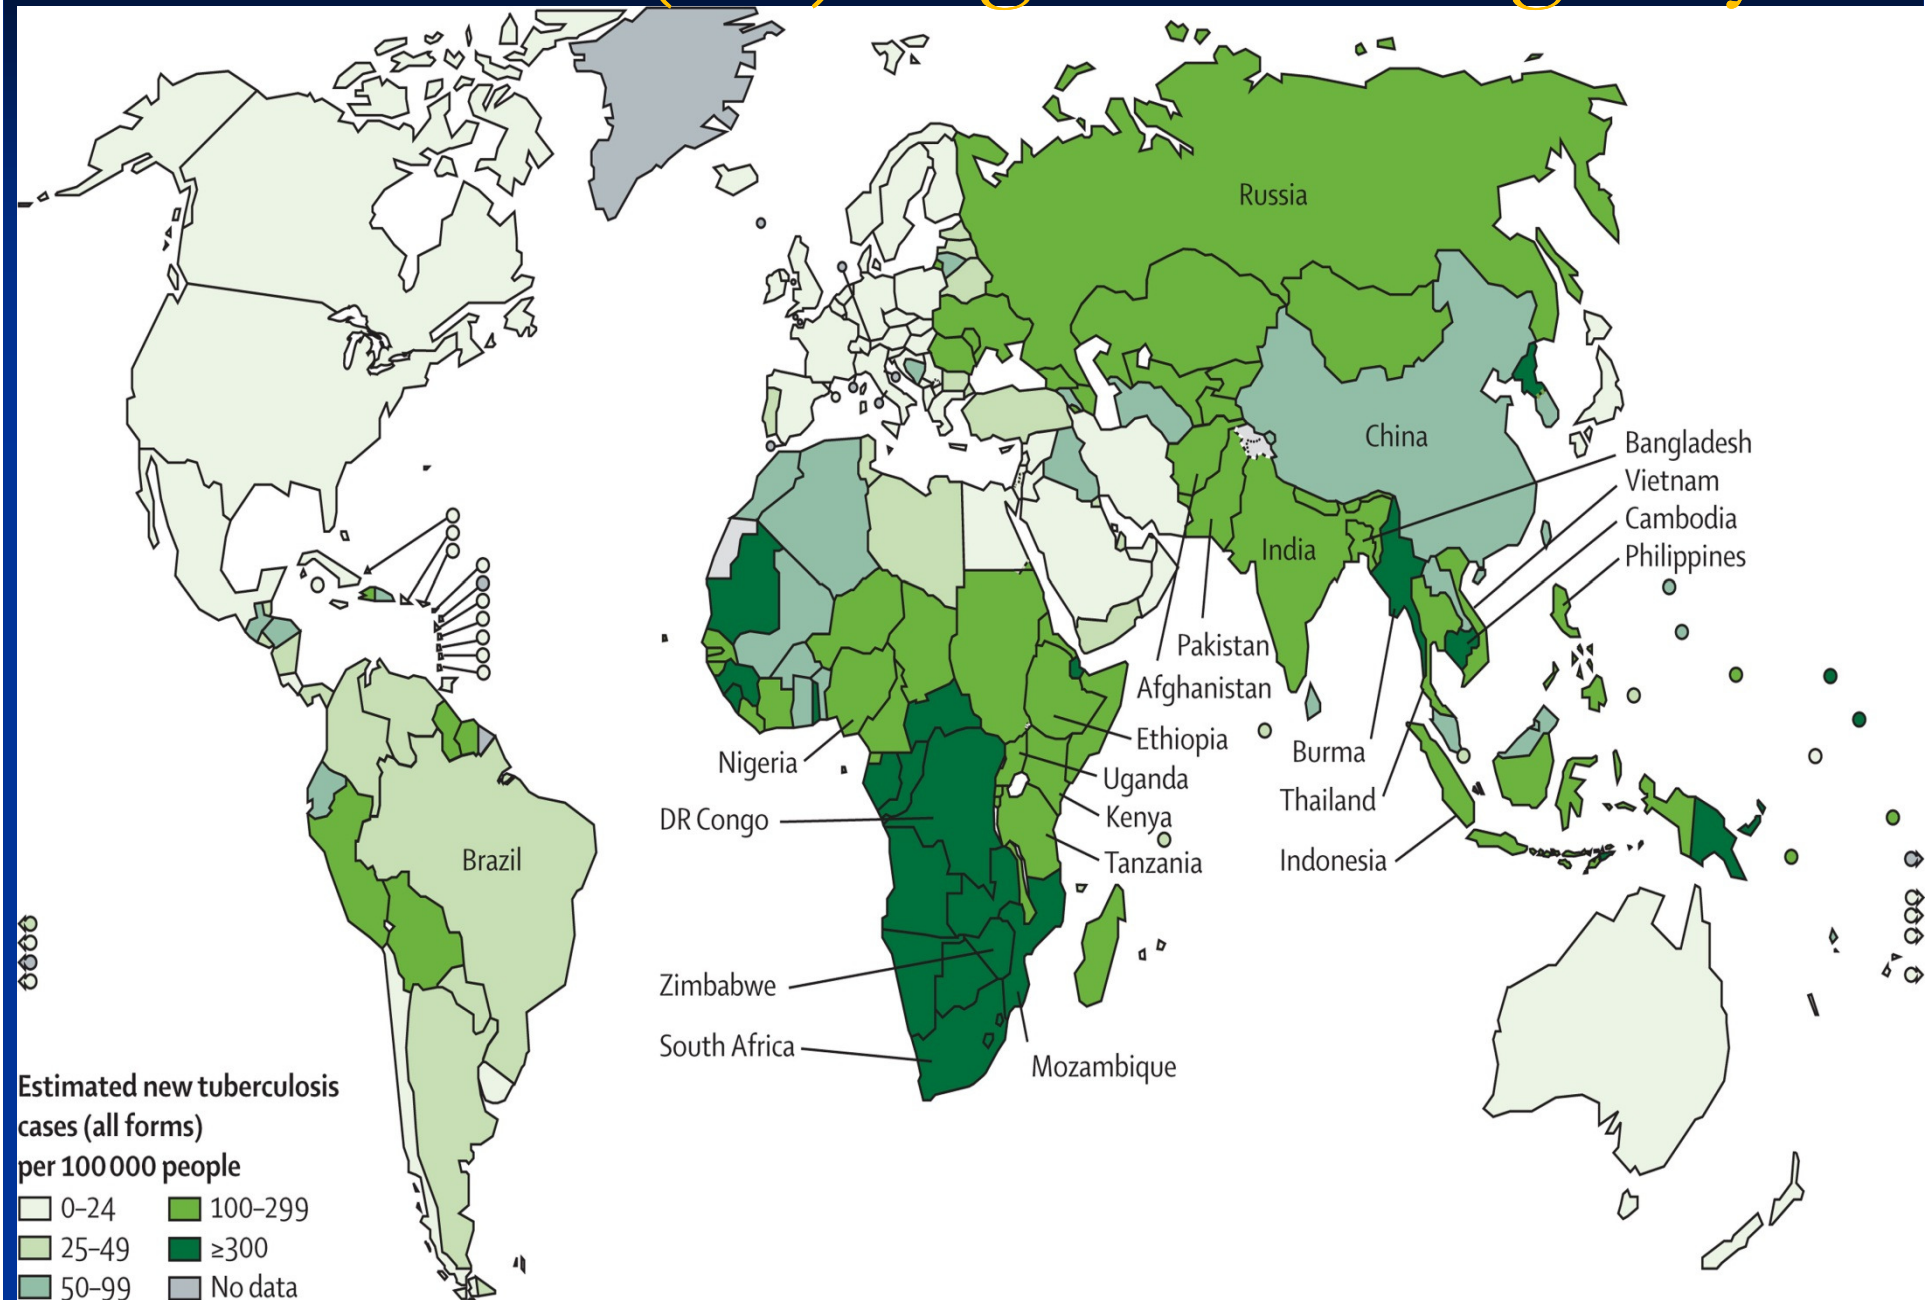 Russia
China
Bangladesh
Vietnam
Cambodia
Philippines
India
Pakistan
Afghanistan
Ethiopia
Nigeria
Uganda
Burma
Kenya
Thailand
DR Congo
Tanzania
Indonesia
Brazil
Zimbabwe
South Africa
Mozambique
Estimated new tuberculosis
cases (all forms)
per 100 000 people
0–24
100–299
25–49
≥300
50–99
No data